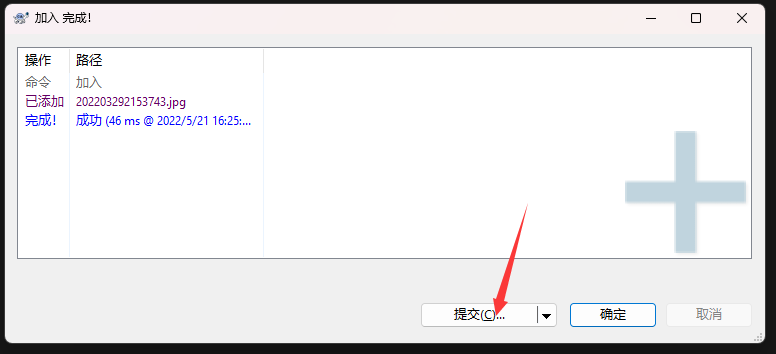 加入 完成!
操作 路径
命令 加入
已添加 202203292153743.jpg
完成! 成功 (46 ms @ 2022/5/21 16:25:...
提交(C)... 确定 取消